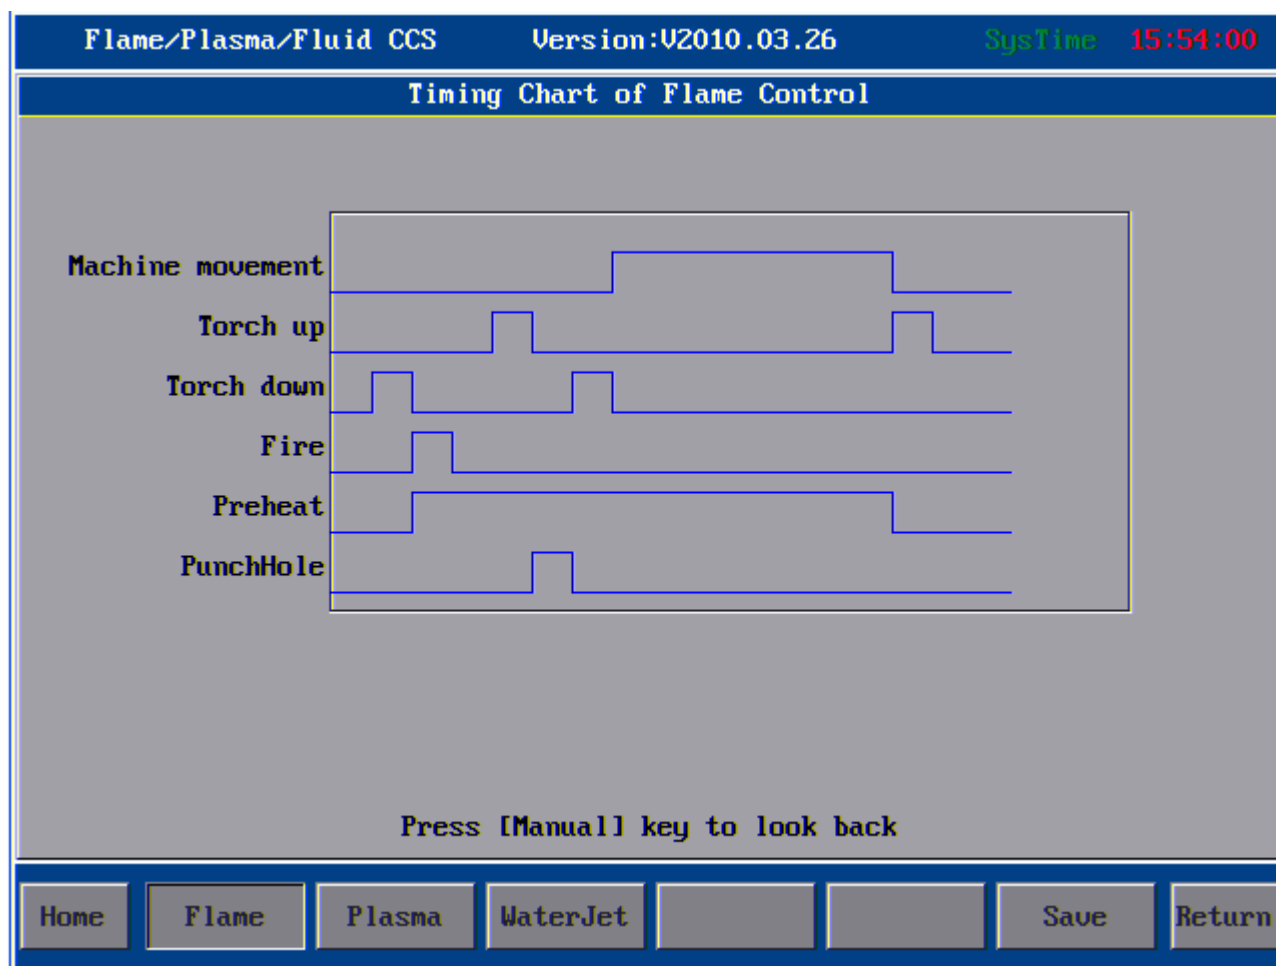 Flame/Plasma/Fluid CCS Version:V2010.03.26 SysTime 15:54:00
Timing Chart of Flame Control
Machine movement
Torch up
Torch down
Fire
Preheat
PunchHole
Press [Manual] key to look back
Home Flame Plasma WaterJet Save Return